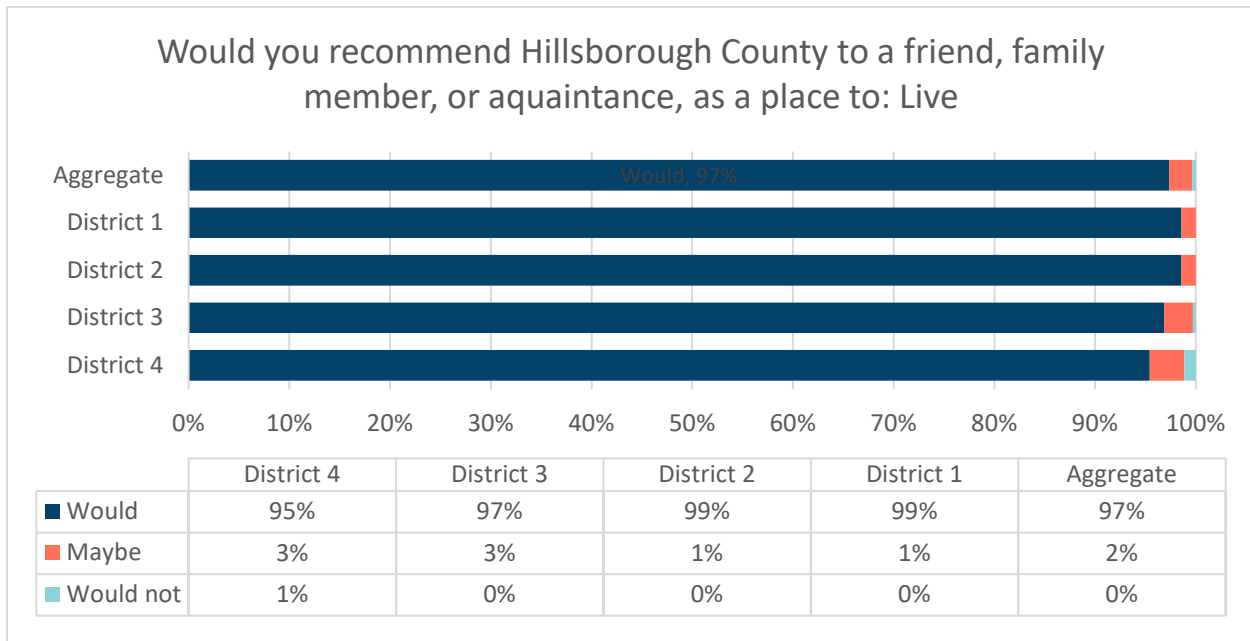 Would you recommend Hillsborough County to a friend, family
member, or aquaintance, as a place to: Live
Aggregate
Would, 97%
District 1
District 2
District 3
District 4
0% 10% 20% 30% 40% 50% 60% 70% 80% 90% 100%
District 4 District 3 District 2 District 1 Aggregate
Would 95% 97% 99% 99% 97%
Maybe 3% 3% 1% 1% 2%
Would not 1% 0% 0% 0% 0%